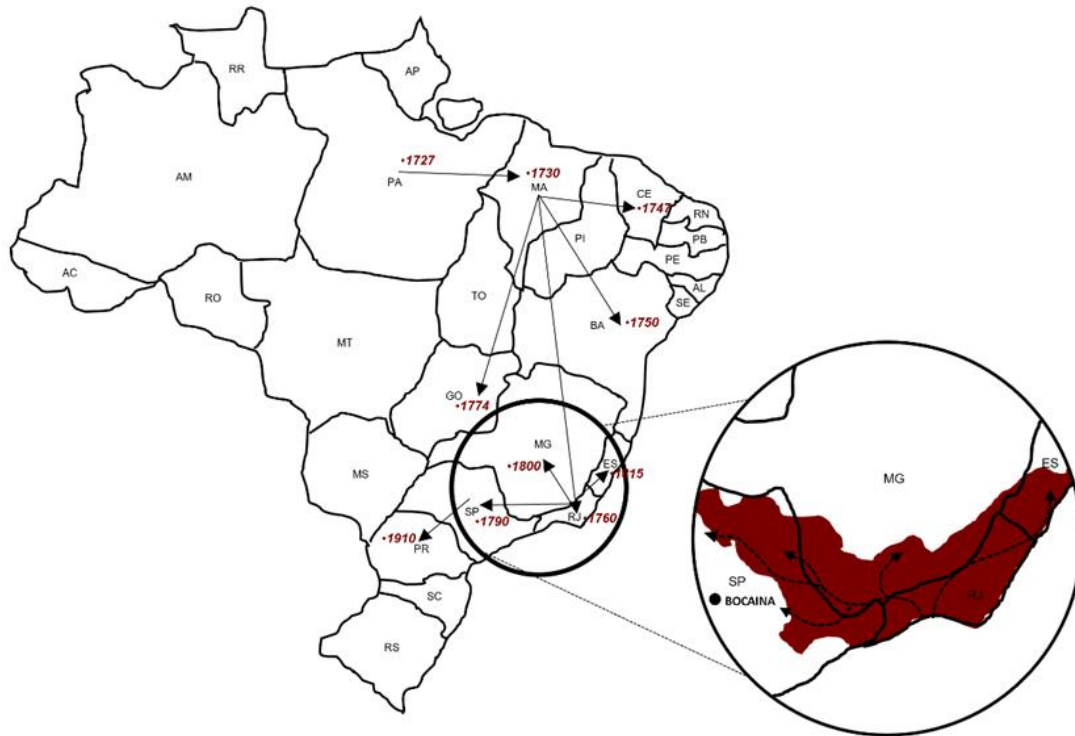 RR
AP
•1727
PA
•1730
MA
AM
CE
•1747
RN
PB
PE
PI
AL
SE
AC
RO
TO
BA
•1750
MT
GO
•1774
MG
•1800
ES
•1815
MS
SP
•1790
RJ
•1760
•1910
PR
SC
RS
MG
ES
SP
BOCAINA
RJ